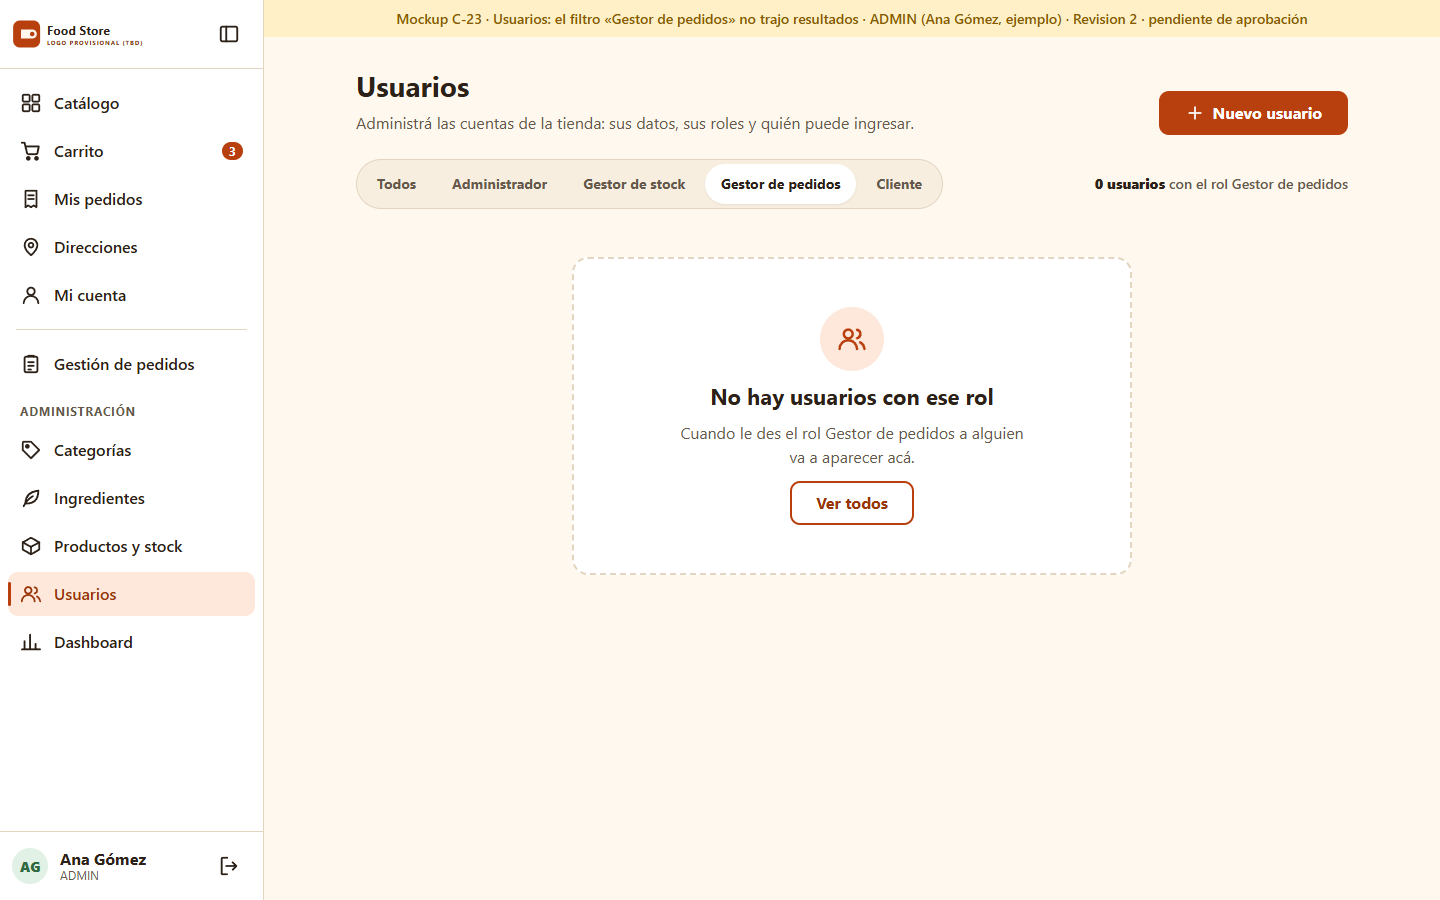 Mockup C-23 · Usuarios: el filtro «Gestor de pedidos» no trajo resultados · ADMIN (Ana Gómez, ejemplo) · Revision 2 · pendiente de aprobación
Food Store
LOGO PROVISIONAL (TBD)
Catálogo
Carrito
3
Mis pedidos
Direcciones
Mi cuenta
Gestión de pedidos
ADMINISTRACIÓN
Categorías
Ingredientes
Productos y stock
Usuarios
Dashboard
AG
Ana Gómez
ADMIN
Usuarios
Administrá las cuentas de la tienda: sus datos, sus roles y quién puede ingresar.
Nuevo usuario
Todos
Administrador
Gestor de stock
Gestor de pedidos
Cliente
0 usuarios con el rol Gestor de pedidos
No hay usuarios con ese rol
Cuando le des el rol Gestor de pedidos a alguien
va a aparecer acá.
Ver todos